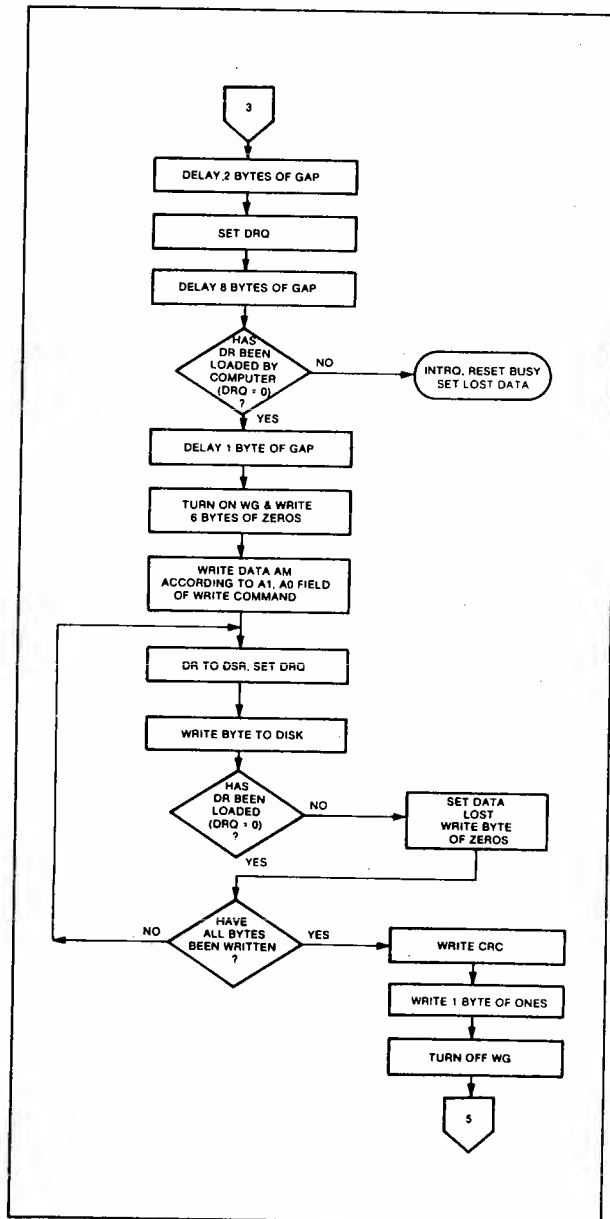 3
DELAY 2 BYTES OF GAP
SET DRQ
DELAY 8 BYTES OF GAP
HAS
DR BEEN
LOADED BY
COMPUTER
(DRQ = 0)
?
NO
INTRQ, RESET BUSY
SET LOST DATA
YES
DELAY 1 BYTE OF GAP
TURN ON WG & WRITE
6 BYTES OF ZEROS
WRITE DATA AM
ACCORDING TO A1, A0 FIELD
OF WRITE COMMAND
DR TO DSR, SET DRQ
WRITE BYTE TO DISK
HAS
DR BEEN
LOADED
(DRQ = 0)
?
NO
SET DATA
LOST
WRITE BYTE
OF ZEROS
YES
NO
HAVE
ALL BYTES
BEEN WRITTEN
?
YES
WRITE CRC
WRITE 1 BYTE OF ONES
TURN OFF WG
5